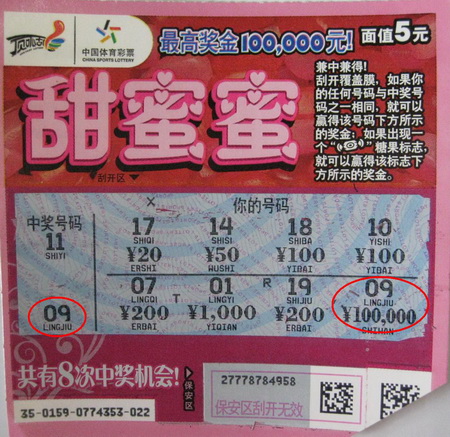 顶呱刮
中国体育彩票
CHINA SPORTS LOTTERY
最高奖金100,000元!
面值5元
甜蜜蜜
刮开区
兼中兼得!
刮开覆盖膜,如果你
的任何号码与中奖号
码之一相同,就可以
赢得该号码下方所示
的奖金;如果出现一
个“ ”糖果标志,
就可以赢得该标志下
方所示的奖金。
中奖号码
你的号码
11
SHIYI
09
LINGJIU
17 14 18 10
SHIQI SHISI SHIBA YISHI
¥20 ¥50 ¥100 ¥100
ERSHI WUSHI YIBAI YIBAI
07 01 19 09
LINGQI T LINGYI R SHIJIU LINGJIU
¥200 ¥1,000 ¥200 ¥100,000
ERBAI YIQIAN ERBAI SHIWAN
共有8次中奖机会!
保安区
27778784958
保安区刮开无效
35-0159-0774353-022